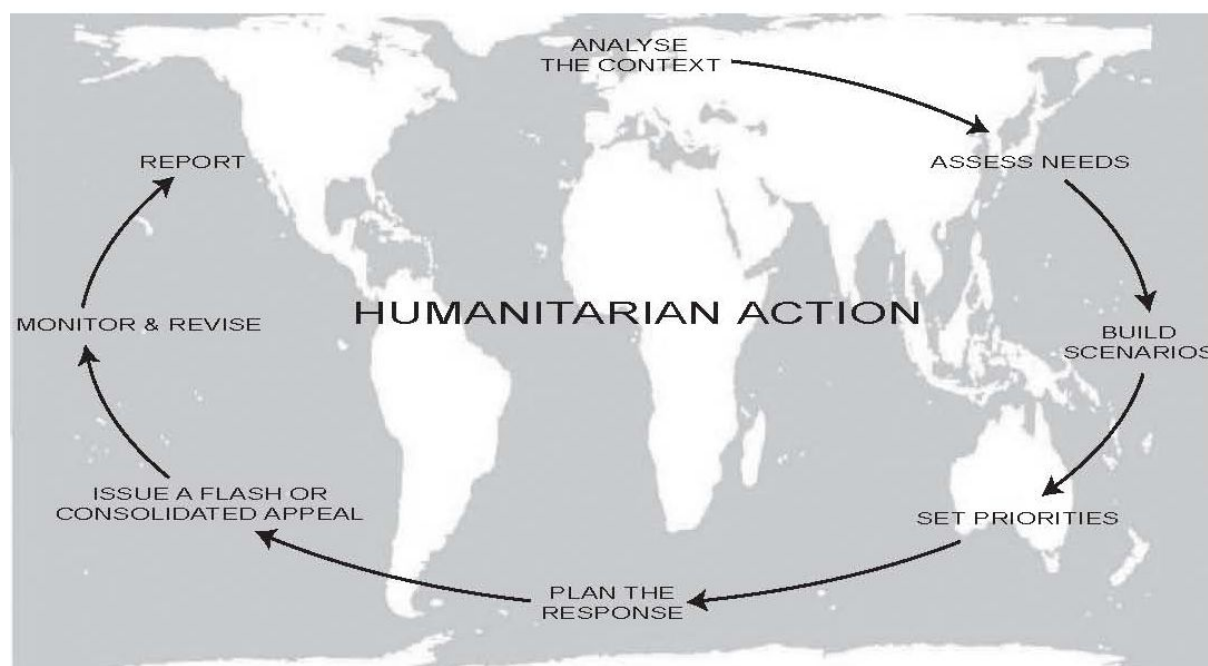 ANALYSE
THE CONTEXT
ASSESS NEEDS
BUILD
SCENARIOS
SET PRIORITIES
PLAN THE
RESPONSE
ISSUE A FLASH OR
CONSOLIDATED APPEAL
MONITOR & REVISE
REPORT
HUMANITARIAN ACTION